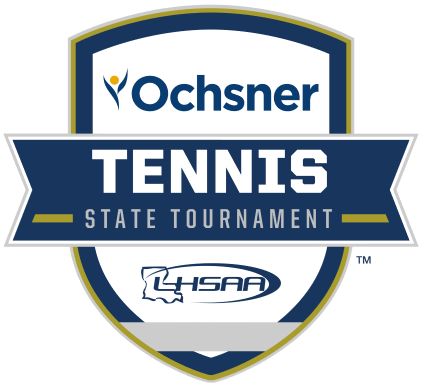 Ochsner
TENNIS
STATE TOURNAMENT
LHSAA
™